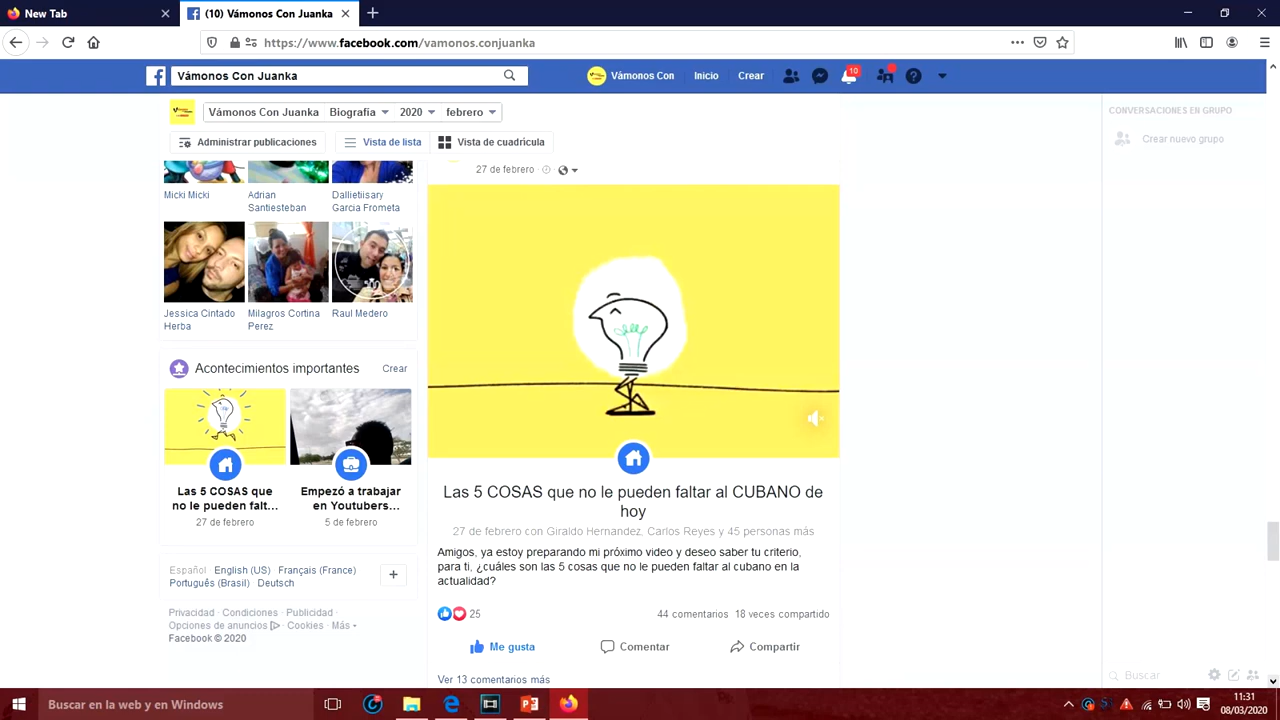 New Tab
(10) Vámonos Con Juanka
https://www.facebook.com/vamonos.conjuanka
Vámonos Con Juanka
Vámonos Con
Inicio
Crear
10
Vámonos Con Juanka
Biografía
2020
febrero
Administrar publicaciones
Vista de lista
Vista de cuadrícula
CONVERSACIONES EN GRUPO
Crear nuevo grupo
Micki Micki
Adrian
Santiesteban
Dallietiisary
Garcia Frometa
Jessica Cintado
Herba
Milagros Cortina
Perez
Raul Medero
Acontecimientos importantes
Crear
Las 5 COSAS que
no le pueden falt...
27 de febrero
Empezó a trabajar
en Youtubers...
5 de febrero
Español English (US) Français (France)
Português (Brasil) Deutsch
Privacidad · Condiciones · Publicidad ·
Opciones de anuncios · Cookies · Más
Facebook © 2020
27 de febrero
Las 5 COSAS que no le pueden faltar al CUBANO de
hoy
27 de febrero con Giraldo Hernandez, Carlos Reyes y 45 personas más
Amigos, ya estoy preparando mi próximo video y deseo saber tu criterio,
para ti, ¿cuáles son las 5 cosas que no le pueden faltar al cubano en la
actualidad?
25
44 comentarios 18 veces compartido
Me gusta
Comentar
Compartir
Ver 13 comentarios más
Buscar
Buscar en la web y en Windows
11:31
08/03/2020